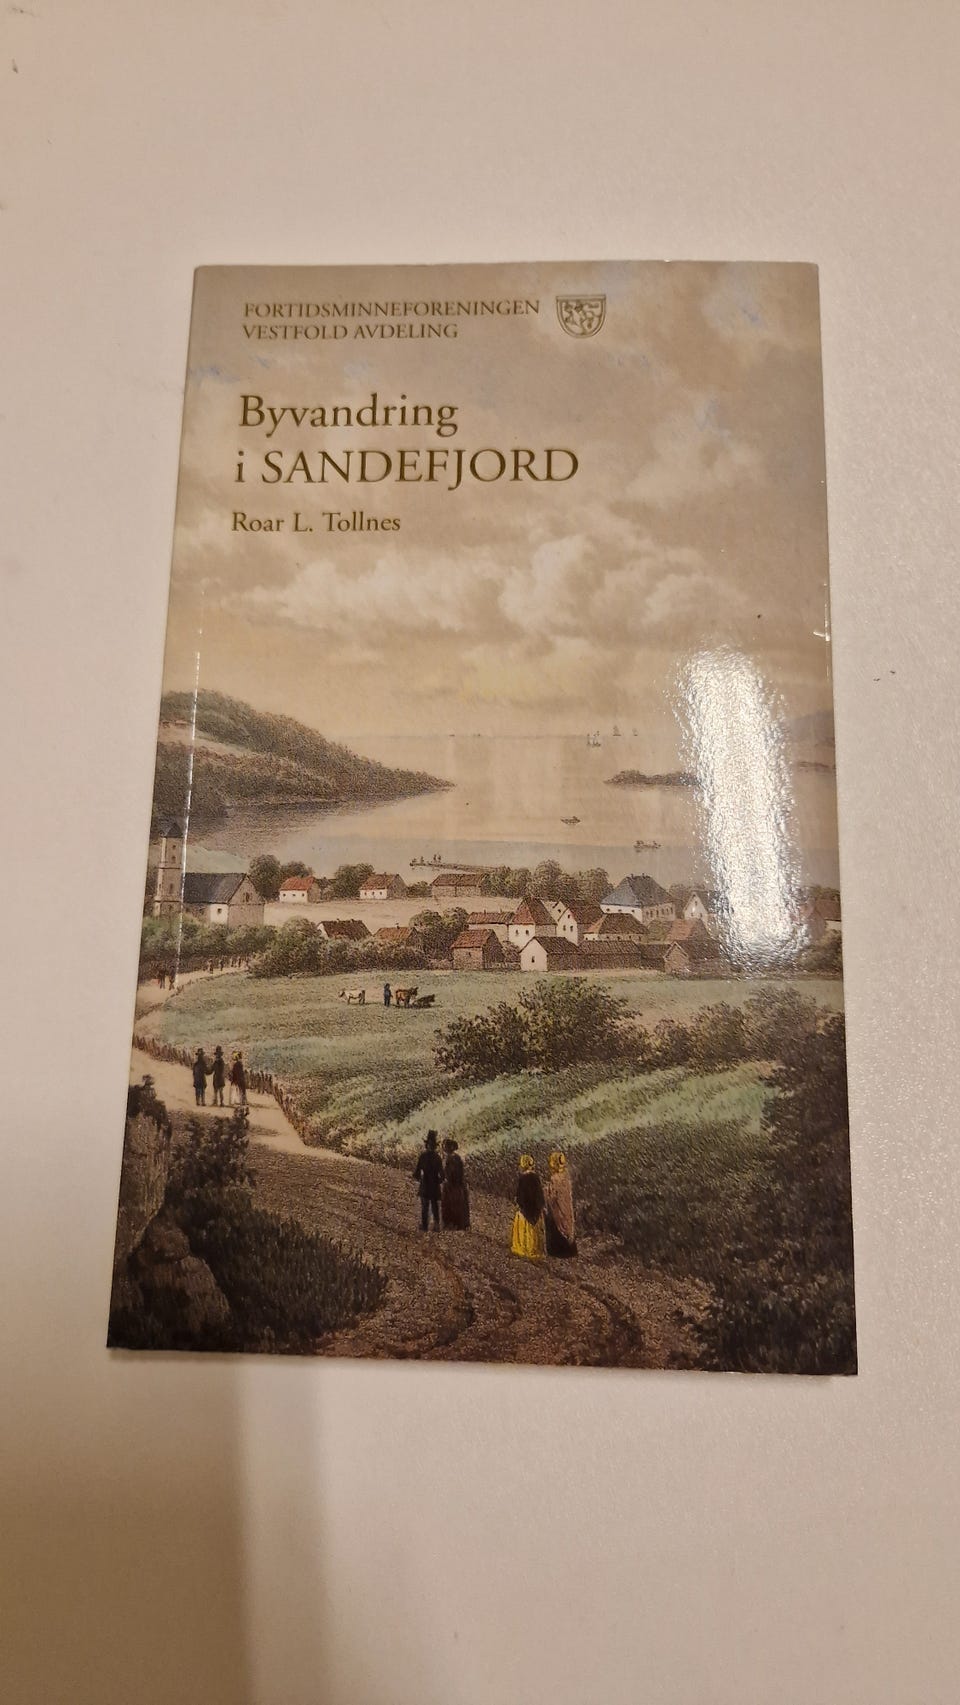 FORTIDSMINNEFORENINGEN
VESTFOLD AVDELING
Byvandring
i SANDEFJORD
Roar L. Tollnes